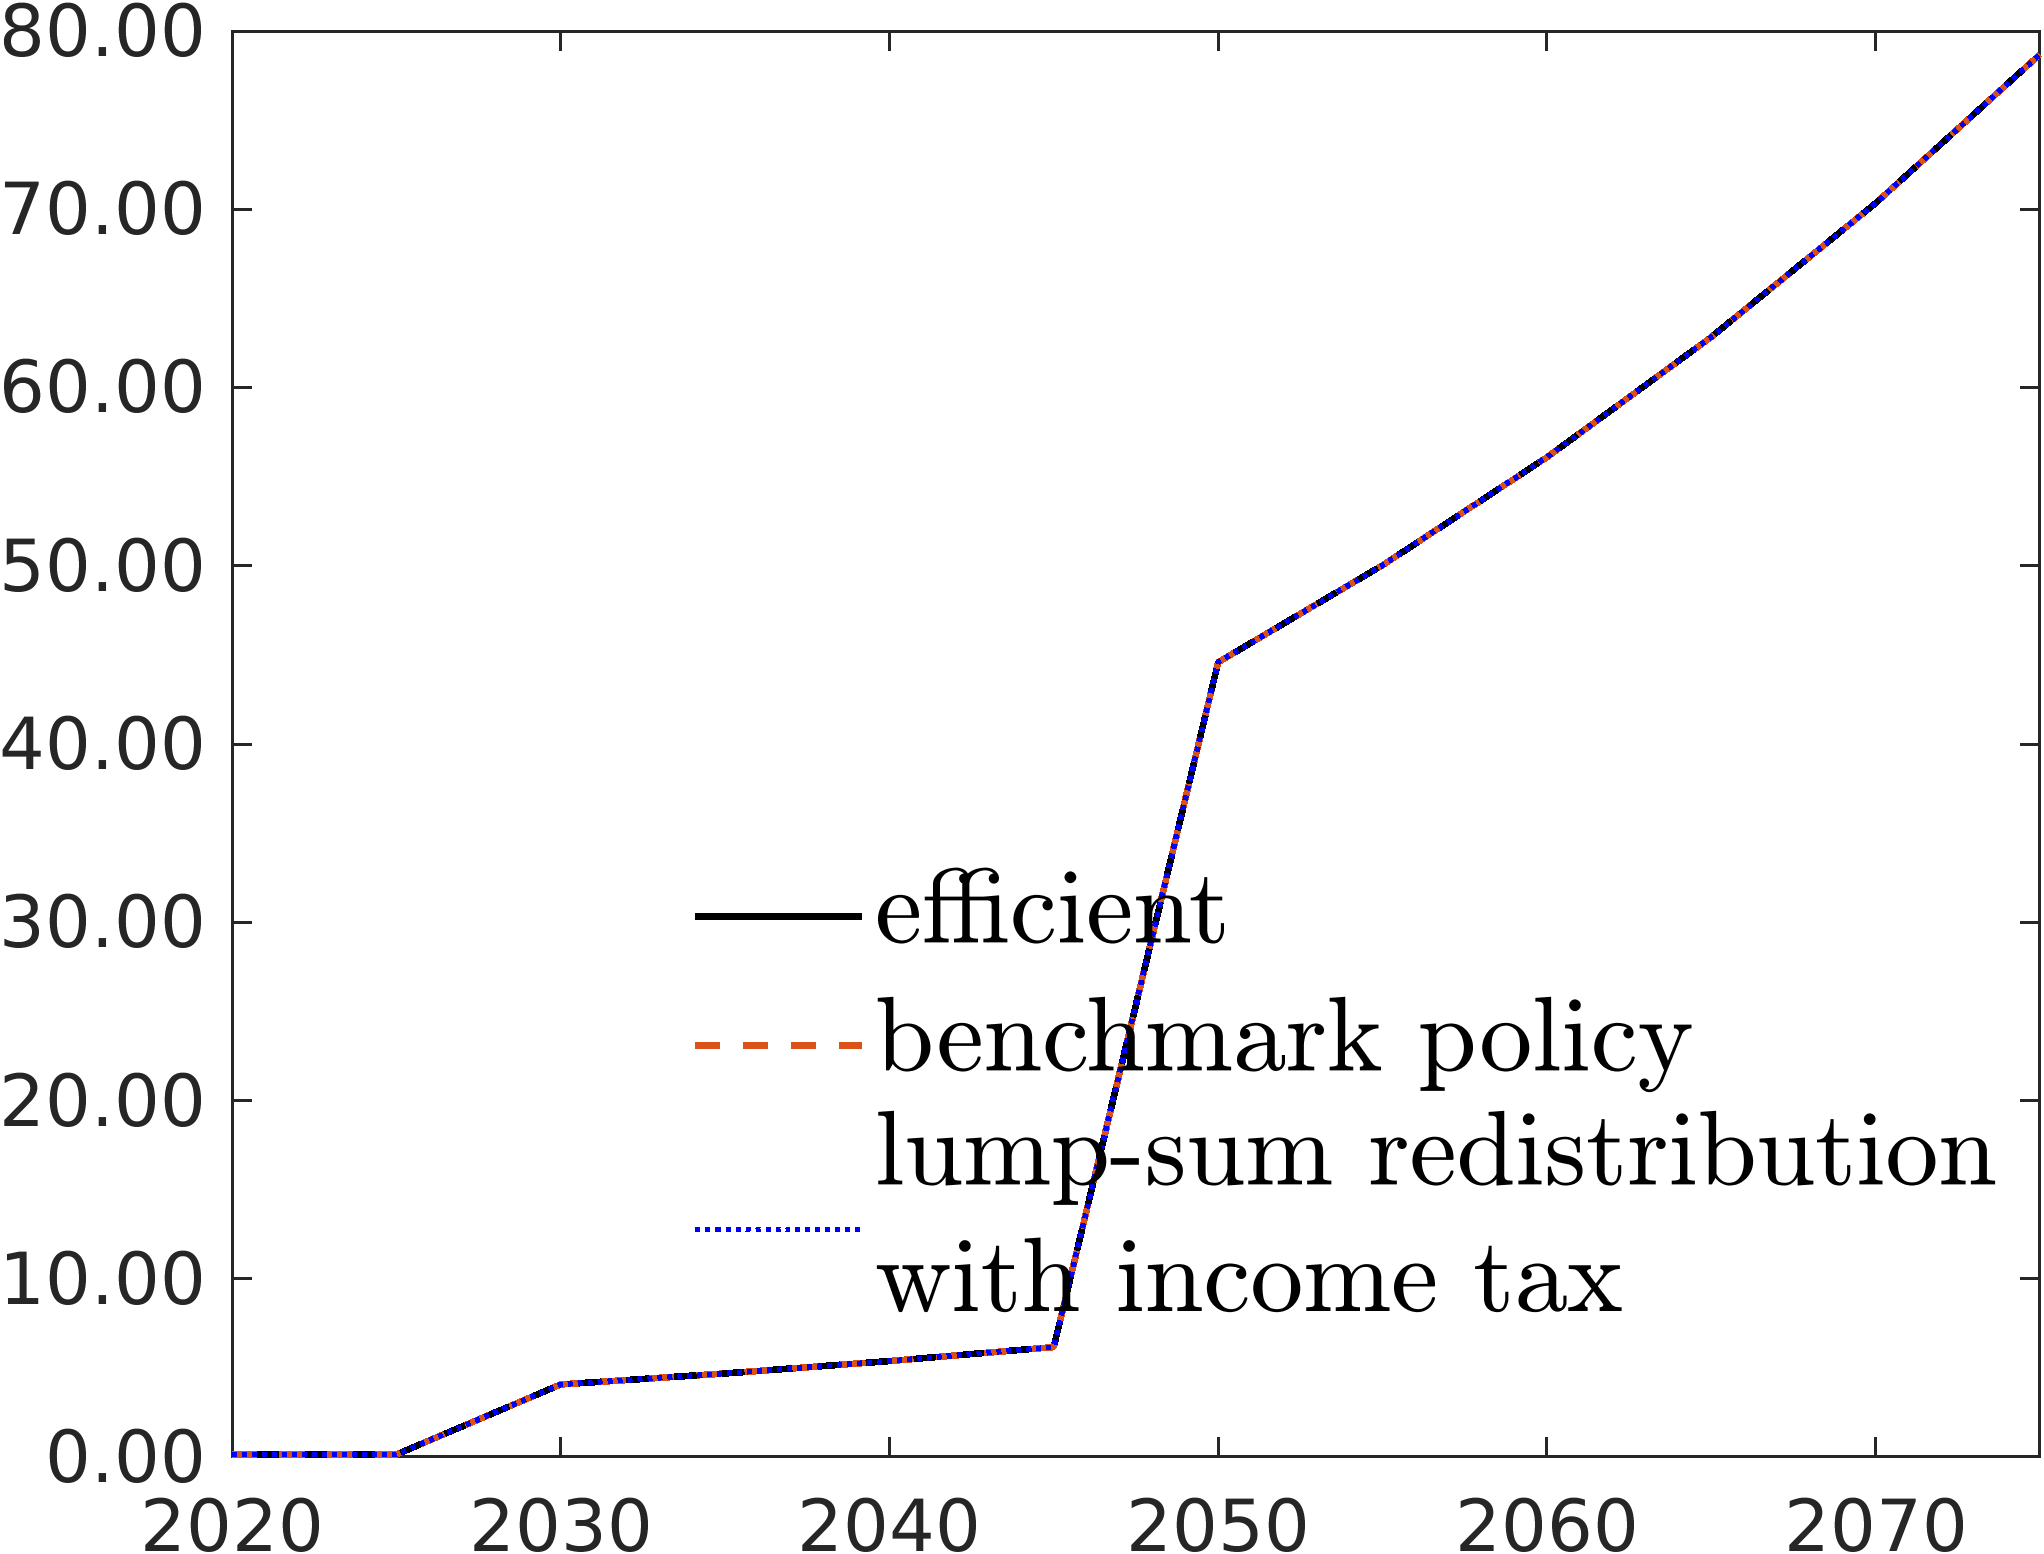 80.00
70.00
60.00
50.00
40.00
30.00
20.00
10.00
0.00
2020 2030 2040 2050 2060 2070
efficient
benchmark policy
lump-sum redistribution
with income tax